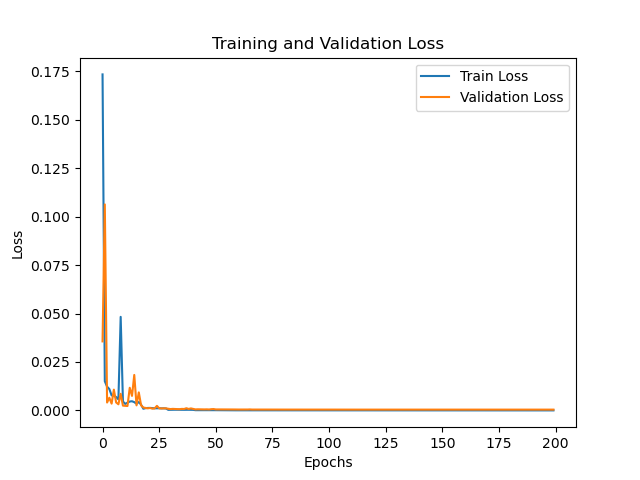 Training and Validation Loss
Train Loss
Validation Loss
0.175
0.150
0.125
0.100
0.075
0.050
0.025
0.000
Loss
0 25 50 75 100 125 150 175 200
Epochs